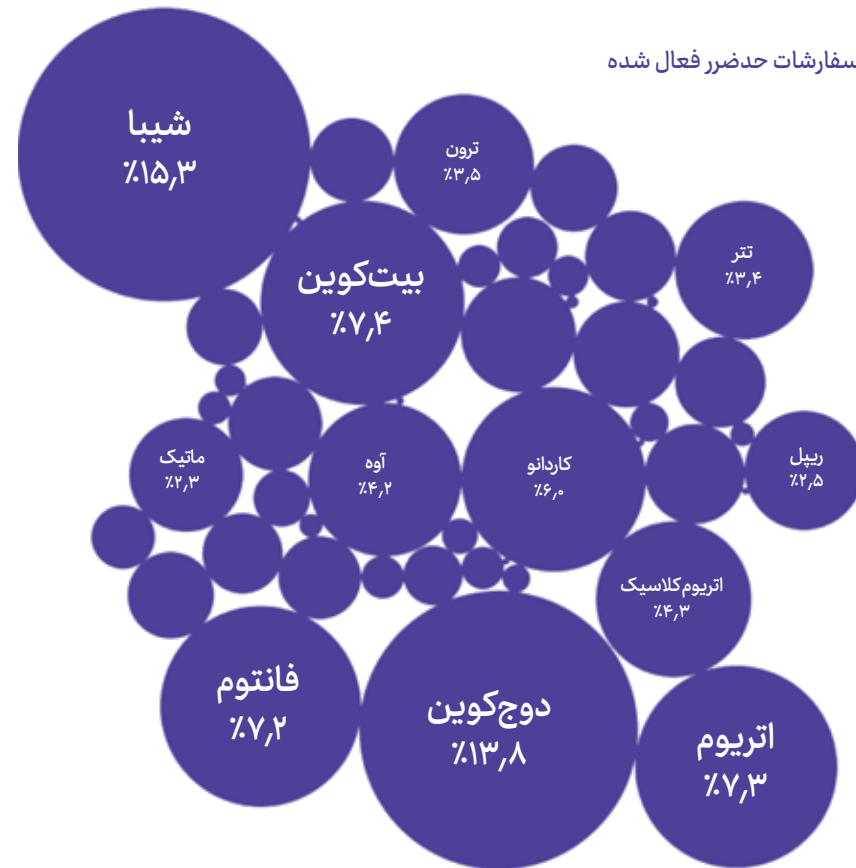 سفارشات حدضرر فعال شده
شیبا
٪۱۵٫۳
ترون
٪۳٫۵
تتر
٪۳٫۴
بیت‌کوین
٪۷٫۴
ماتیک
٪۲٫۳
آوه
٪۴٫۲
کاردانو
٪۶٫۰
ریپل
٪۲٫۵
اتریوم‌کلاسیک
٪۴٫۳
فانتوم
٪۷٫۲
دوج‌کوین
٪۱۳٫۸
اتریوم
٪۷٫۳